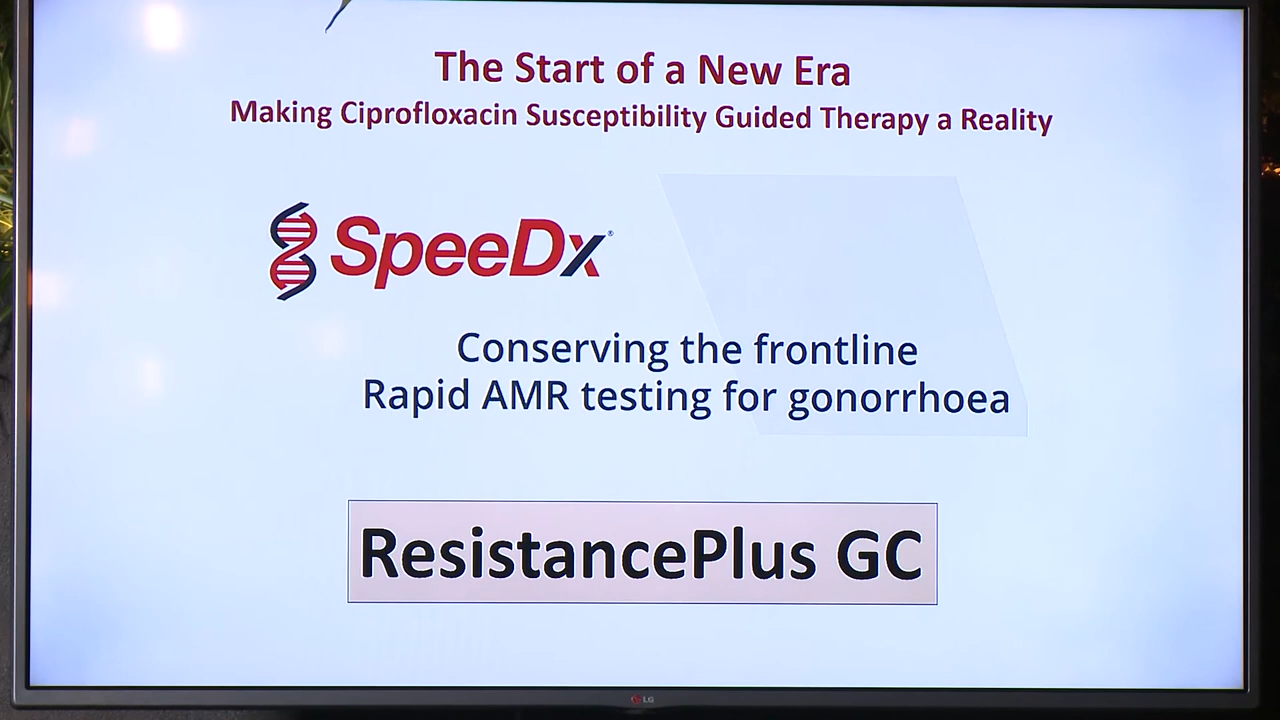 The Start of a New Era
Making Ciprofloxacin Susceptibility Guided Therapy a Reality
SpeeDx®
Conserving the frontline
Rapid AMR testing for gonorrhoea
ResistancePlus GC
LG